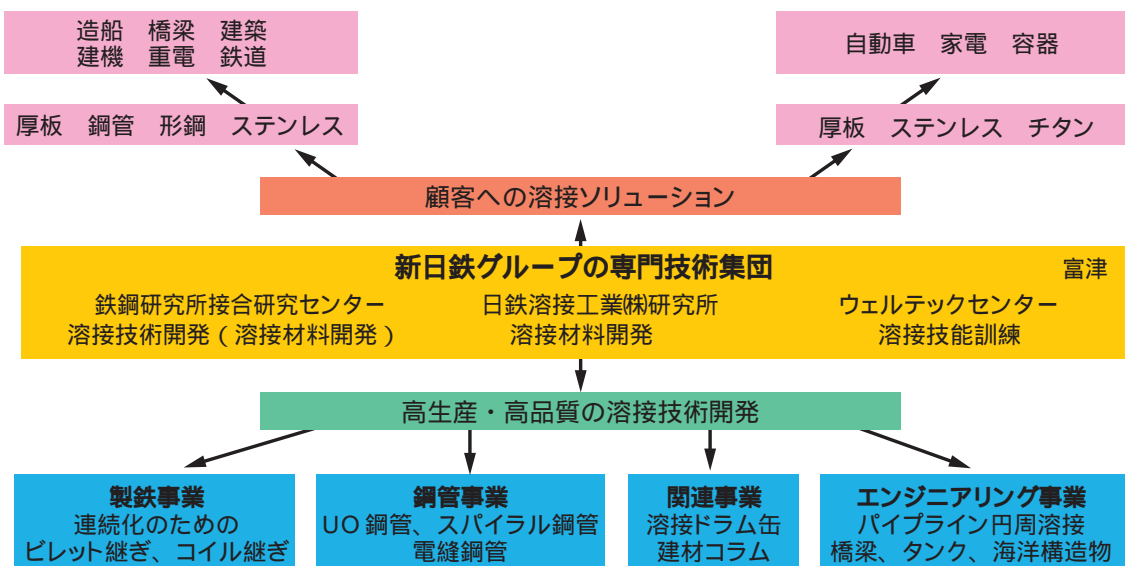 造船 橋梁 建築
建機 重電 鉄道
自動車 家電 容器
厚板 鋼管 形鋼 ステンレス
厚板 ステンレス チタン
顧客への溶接ソリューション
新日鉄グループの専門技術集団
富津
鉄鋼研究所接合研究センター
溶接技術開発(溶接材料開発)
日鉄溶接工業㈱研究所
溶接材料開発
ウェルテックセンター
溶接技能訓練
高生産・高品質の溶接技術開発
製鉄事業
連続化のための
ビレット継ぎ、コイル継ぎ
鋼管事業
UO鋼管、スパイラル鋼管
電縫鋼管
関連事業
溶接ドラム缶
建材コラム
エンジニアリング事業
パイプライン円周溶接
橋梁、タンク、海洋構造物